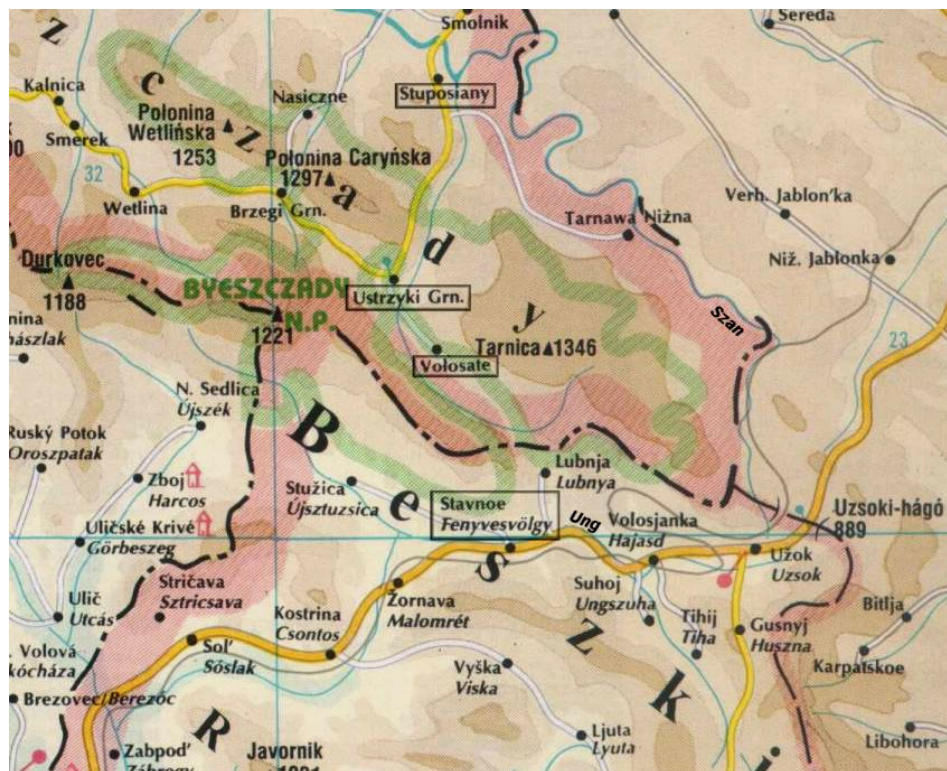 Smolnik
Sereda
z
c
Kalnica
Stuposiany
Nasiczne
Połonina
Wetlińska
1253
z
Smerek
00
Połonina Caryńska
1297
a
32
Wetlina
Brzegi Grn.
Verh. Jablon'ka
Tarnawa Niżna
d
Niž. Jablonka
Durkovec
1188
BYESZCZADY
N.P.
Ustrzyki Grn.
1221
y
Szan
23
nina
hászlak
Tarnica 1346
Volosate
N. Sedlica
Újszék
B
Ruský Potok
Oroszpatak
Zboj
Harcos
Lubnja
Lubnya
Stužica
Újsztuzsica
e
Stavnoe
Fenyvesvölgy
Uličské Krivé
Görbeszeg
Ung
Volosjanka
Hajasd
Uzsoki-hágó
889
s
Užok
Uzsok
Stričava
Sztricsava
Suhoj
Ungszuha
Ulič
Utcás
Kostrina
Csontos
Žornava
Malomrét
Tihij
Tiha
Gusnyj
Huszna
Bitlja
z
. Volová
kócháza
Sol'
Sóslak
Karpatskoe
Vyška
Viska
Brezovec/Berezóc
k
R
Javornik
Ljuta
Lyuta
Libohora
Zabpod'
i